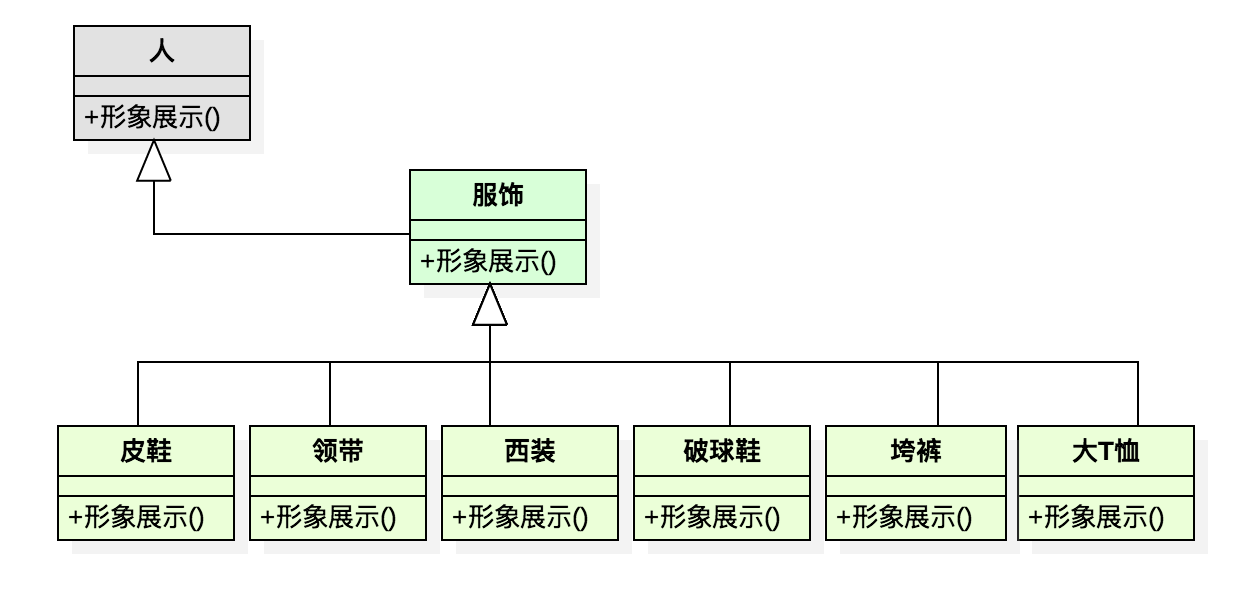 人
+形象展示()
服饰
+形象展示()
皮鞋
领带
西装
破球鞋
垮裤
大T恤
+形象展示()
+形象展示()
+形象展示()
+形象展示()
+形象展示()
+形象展示()